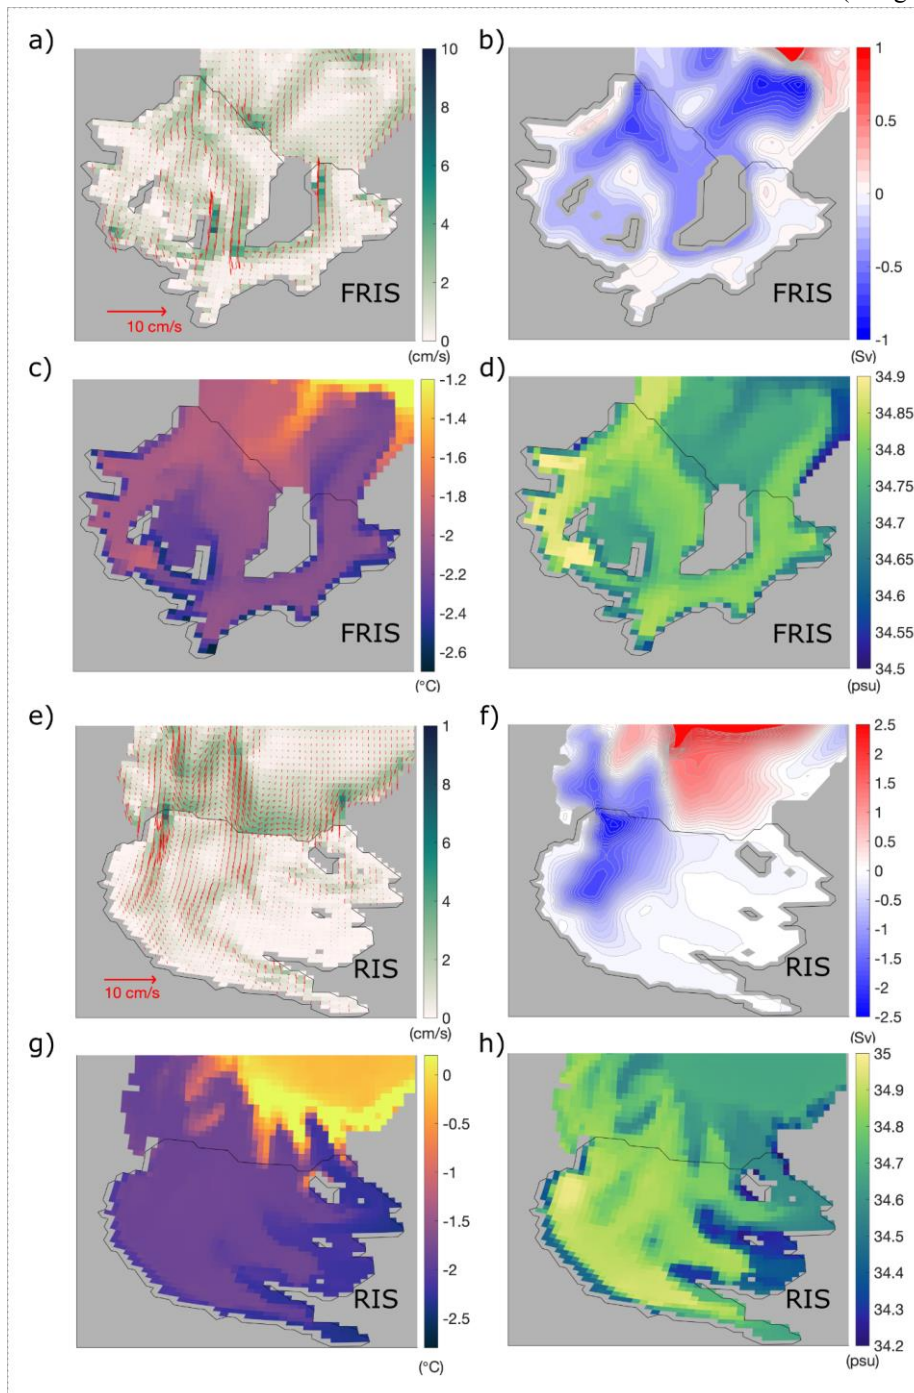 a)
10
8
6
4
2
0
(cm/s)
10 cm/s
FRIS
b)
1
0.5
0
-0.5
-1
(Sv)
FRIS
c)
-1.2
-1.4
-1.6
-1.8
-2
-2.2
-2.4
-2.6
(°C)
FRIS
d)
34.9
34.85
34.8
34.75
34.7
34.65
34.6
34.55
34.5
(psu)
FRIS
e)
1
8
6
4
2
0
(cm/s)
10 cm/s
RIS
f)
2.5
2
1.5
1
0.5
0
-0.5
-1
-1.5
-2
-2.5
(Sv)
RIS
g)
0
-0.5
-1
-1.5
-2
-2.5
(°C)
RIS
h)
35
34.9
34.8
34.7
34.6
34.5
34.4
34.3
34.2
(psu)
RIS